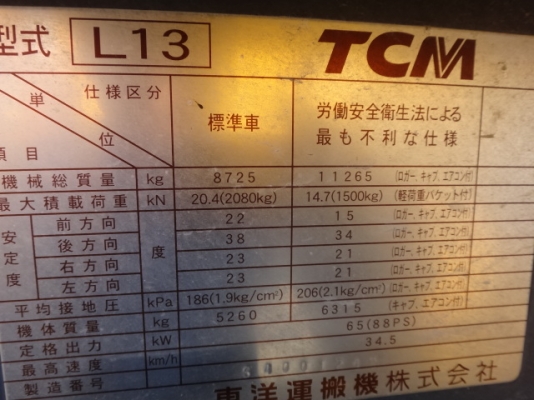 型式 L13 TCM
単位 仕様区分 標準車 労働安全衛生法による
項目 最も不利な仕様
機械総質量 kg 8725 11265 (ロガー, キャブ, エアコン付)
最大積載荷重 kN 20.4(2080kg) 14.7(1500kg) (軽荷重バケット付)
安定度 前方向 度 22 15 (ロガー, キャブ, エアコン付)
後方向 38 34 (ロガー, キャブ, エアコン付)
右方向 23 21 (ロガー, キャブ, エアコン付)
左方向 23 21 (ロガー, キャブ, エアコン付)
平均接地圧 kPa 186(1.9kg/cm²) 206(2.1kg/cm²) (ロガー, キャブ, エアコン付)
機体質量 kg 5260 6315 (キャブ, エアコン付)
定格出力 kW 65(88PS)
最高速度 km/h 34.5
製造番号
東洋運搬機株式会社